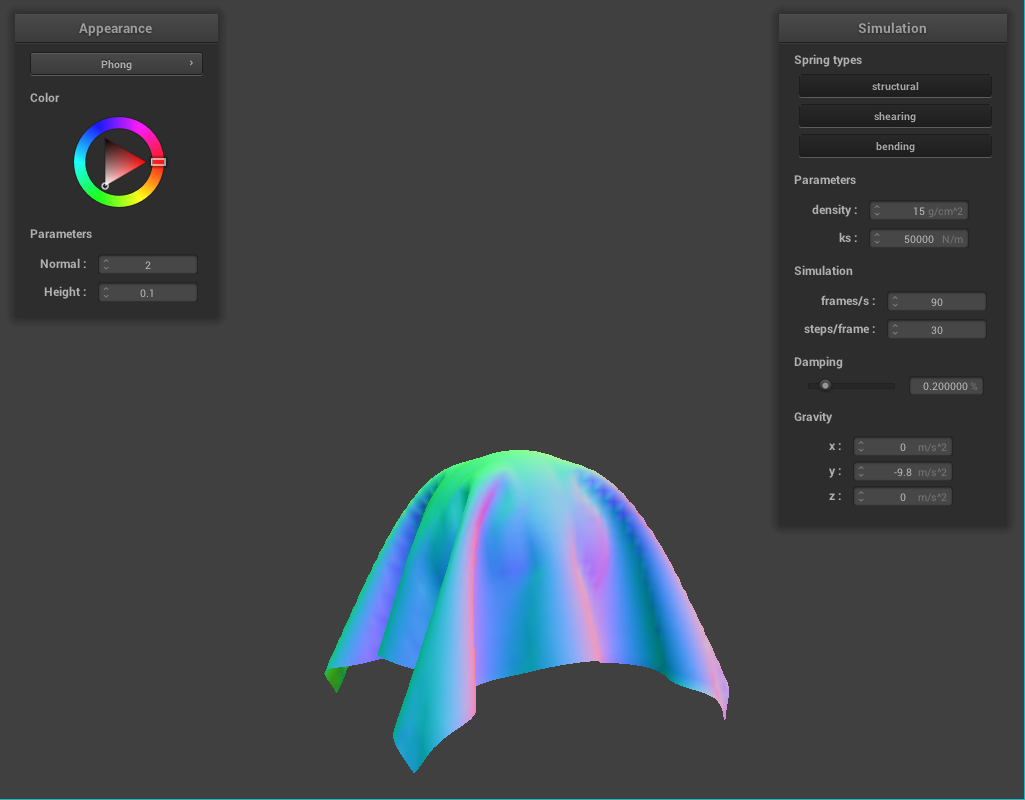 Appearance
Phong
Color
Parameters
Normal : 2
Height : 0.1
Simulation
Spring types
structural
shearing
bending
Parameters
density : 15 g/cm^2
ks : 50000 N/m
Simulation
frames/s : 90
steps/frame : 30
Damping
0.200000 %
Gravity
x : 0 m/s^2
y : -9.8 m/s^2
z : 0 m/s^2